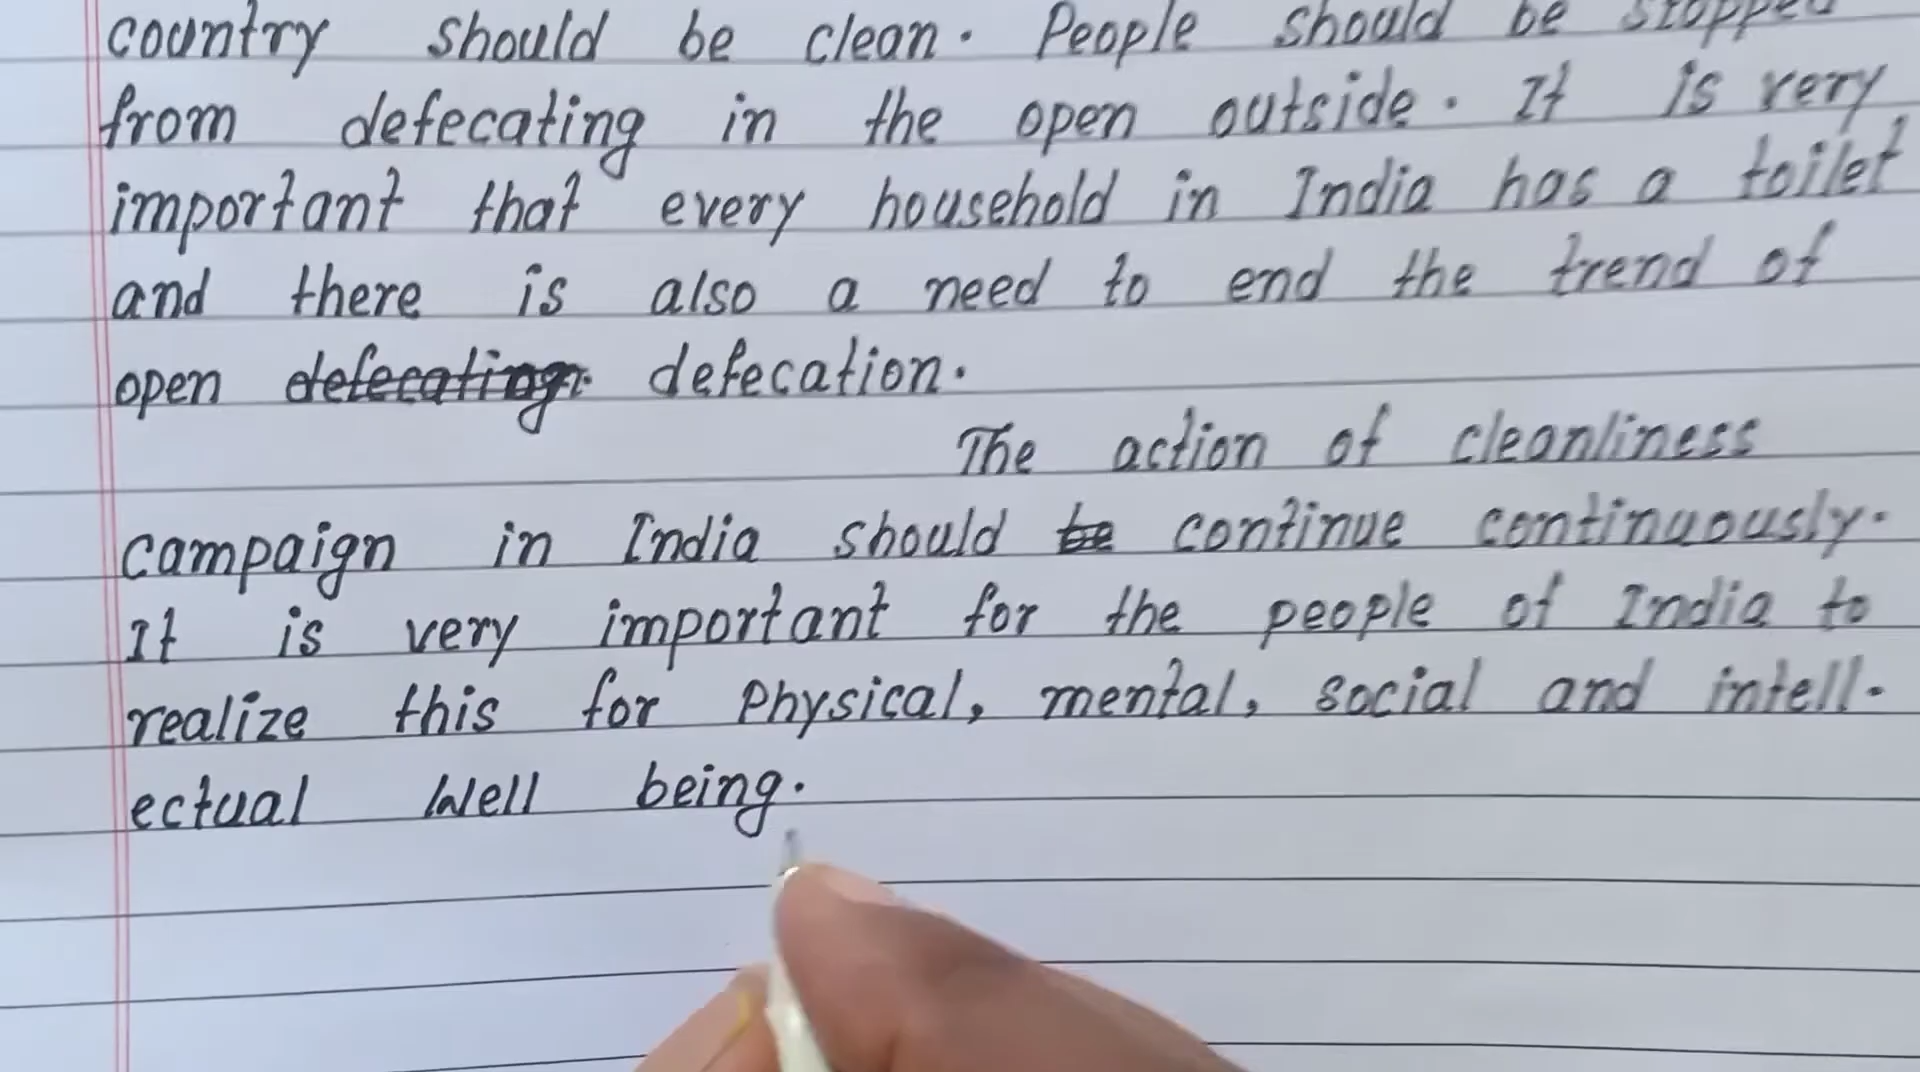 country should be clean. People should be stopped
from defecating in the open outside. It is very
important that every household in India has a toilet
and there is also a need to end the trend of
open defecating. defecation.
The action of cleanliness
campaign in India should be continue continuously.
It is very important for the people of India to
realize this for Physical, mental, social and intell-
ectual Well being.